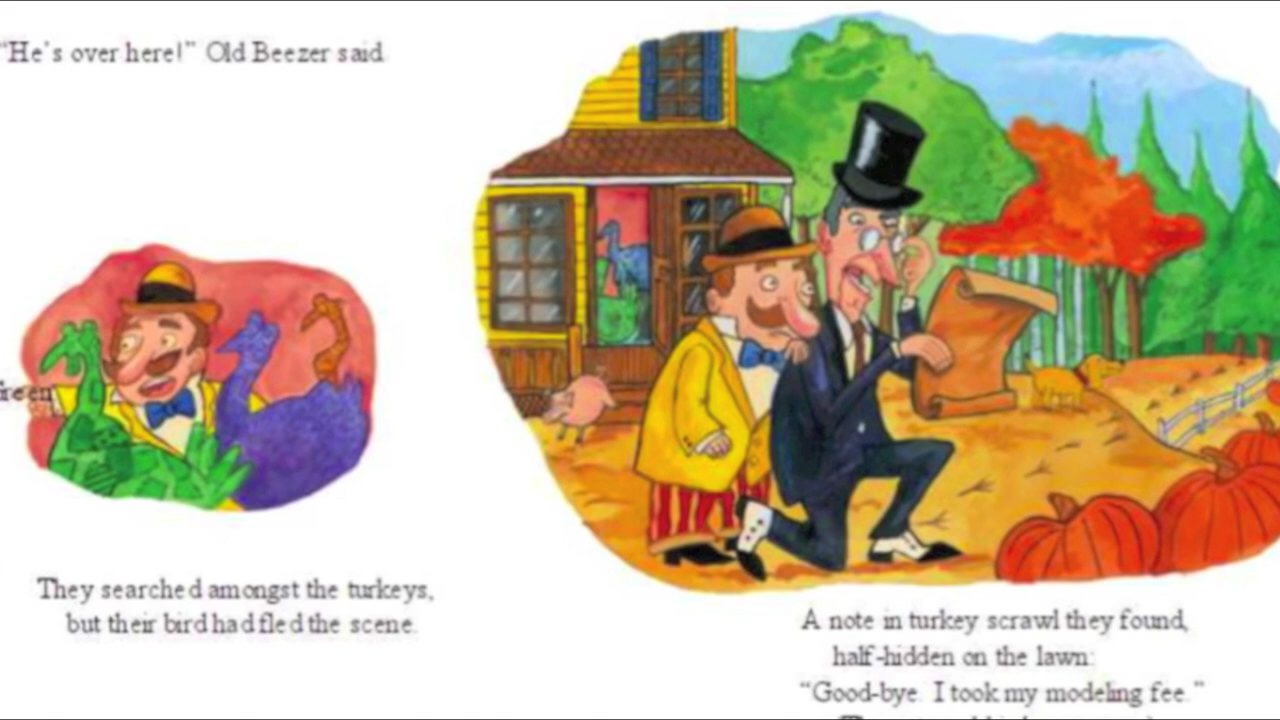 "He's over here!" Old Beezer said
They searched amongst the turkeys,
but their bird had fled the scene.
A note in turkey scrawl they found,
half-hidden on the lawn:
"Good-bye. I took my modeling fee."